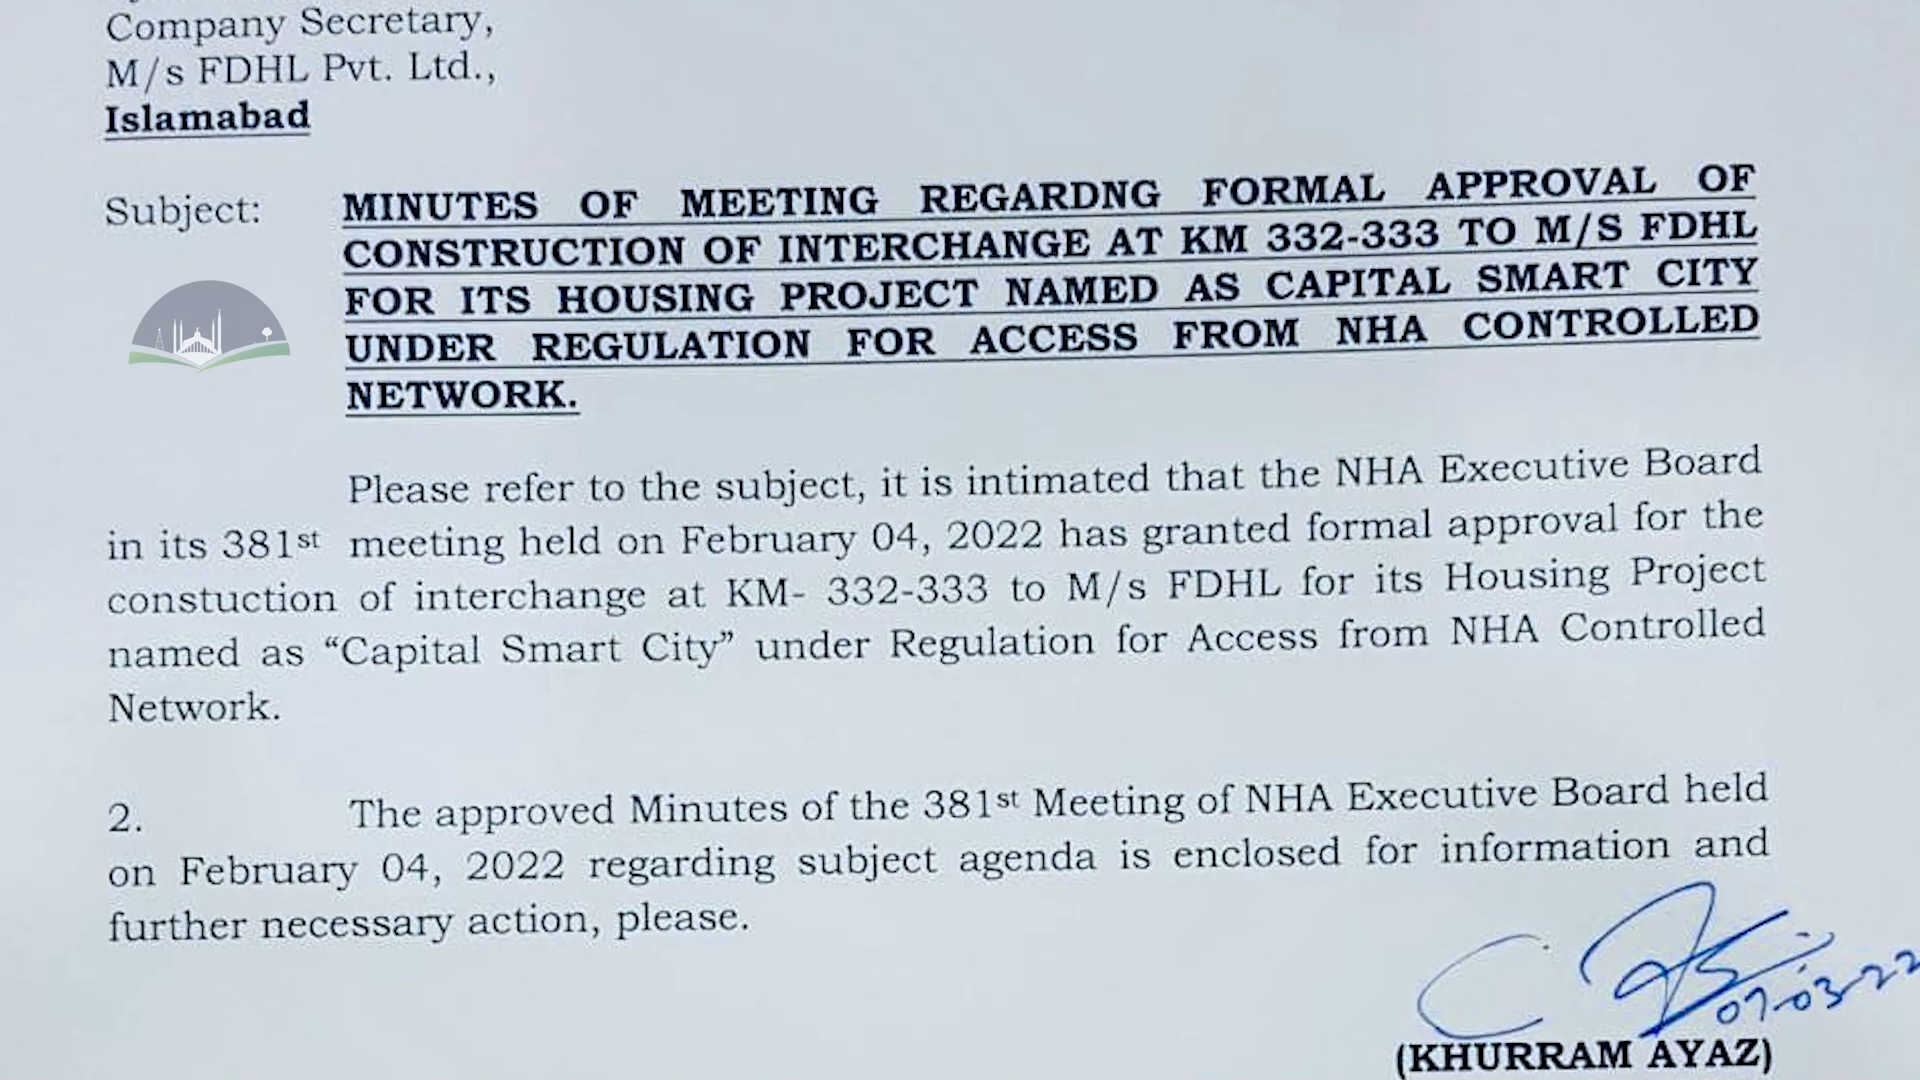 Company Secretary,
M/s FDHL Pvt. Ltd.,
Islamabad
Subject: MINUTES OF MEETING REGARDNG FORMAL APPROVAL OF
CONSTRUCTION OF INTERCHANGE AT KM 332-333 TO M/S FDHL
FOR ITS HOUSING PROJECT NAMED AS CAPITAL SMART CITY
UNDER REGULATION FOR ACCESS FROM NHA CONTROLLED
NETWORK.
Please refer to the subject, it is intimated that the NHA Executive Board
in its 381st meeting held on February 04, 2022 has granted formal approval for the
constuction of interchange at KM- 332-333 to M/s FDHL for its Housing Project
named as “Capital Smart City” under Regulation for Access from NHA Controlled
Network.
2. The approved Minutes of the 381st Meeting of NHA Executive Board held
on February 04, 2022 regarding subject agenda is enclosed for information and
further necessary action, please.
07-03-22
(KHURRAM AYAZ)